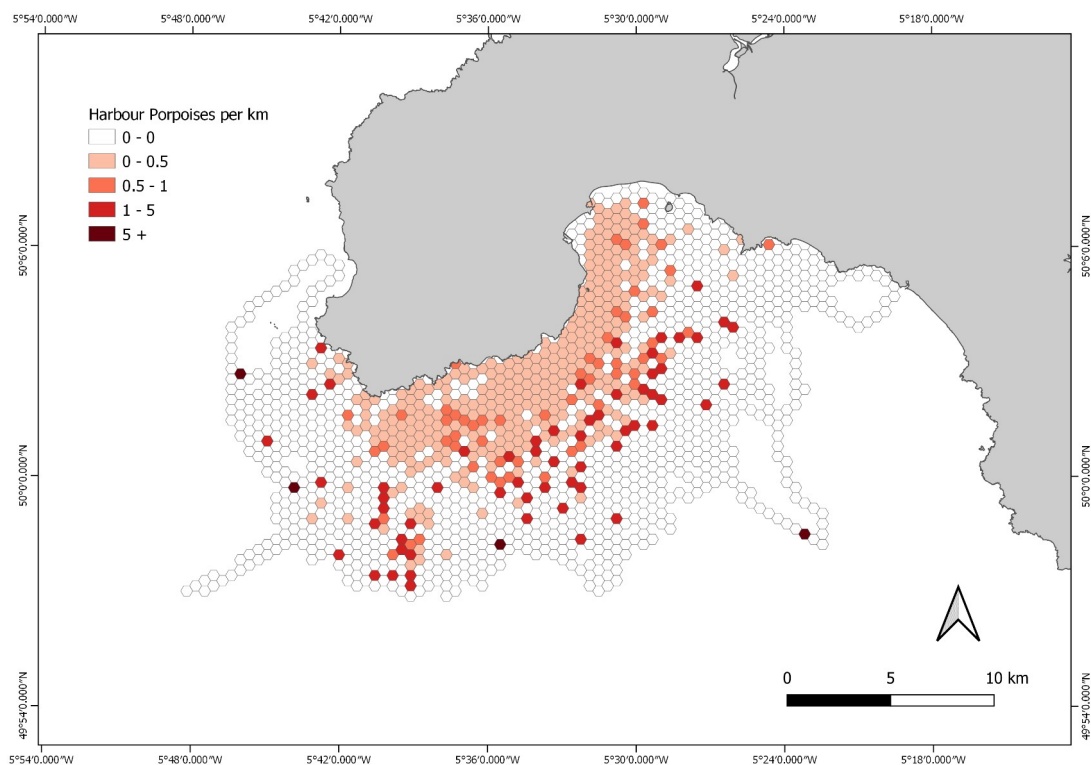 5°54'0.000"W 5°48'0.000"W 5°42'0.000"W 5°36'0.000"W 5°30'0.000"W 5°24'0.000"W 5°18'0.000"W
Harbour Porpoises per km
0 - 0
0 - 0.5
0.5 - 1
1 - 5
5 +
50°6'0.000"N 50°6'0.000"N
50°0'0.000"N 50°0'0.000"N
0 5 10 km
49°54'0.000"N 49°54'0.000"N
5°54'0.000"W 5°48'0.000"W 5°42'0.000"W 5°36'0.000"W 5°30'0.000"W 5°24'0.000"W 5°18'0.000"W